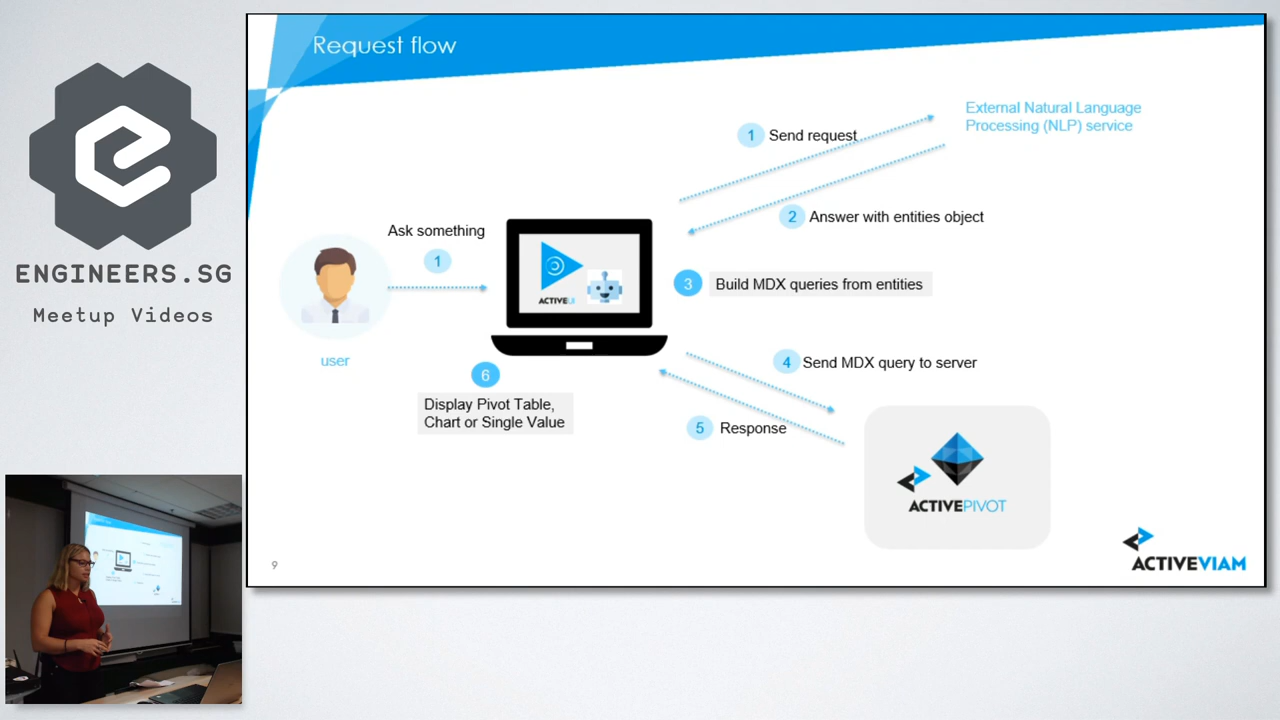 ENGINEERS.SG
Meetup Videos
Request flow
External Natural Language
Processing (NLP) service
1 Send request
2 Answer with entities object
Ask something
1
ACTIVEUI
3 Build MDX queries from entities
user
4 Send MDX query to server
6
Display Pivot Table,
Chart or Single Value
5 Response
ACTIVEPIVOT
ACTIVEVIAM
9